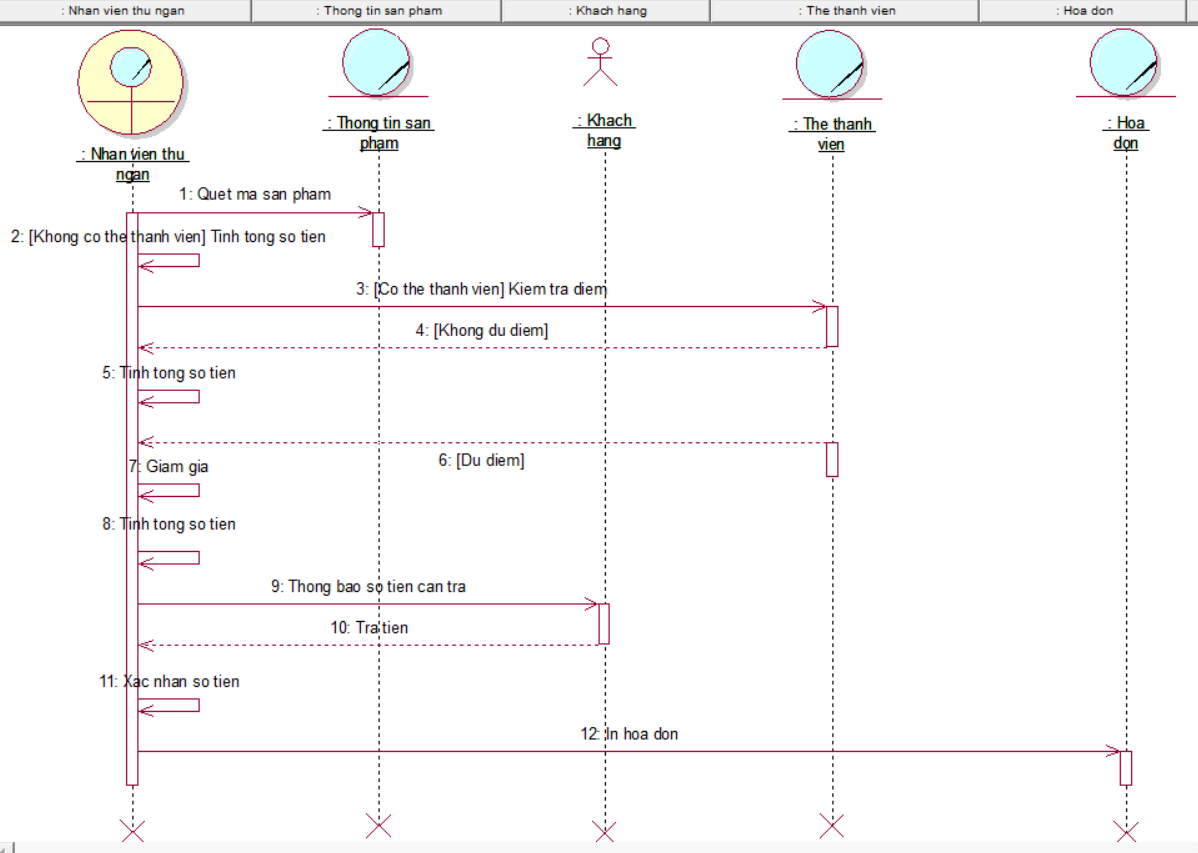 : Nhan vien thu ngan
: Thong tin san pham
: Khach hang
: The thanh vien
: Hoa don
: Nhan vien thu
ngan
: Thong tin san
pham
: Khach
hang
: The thanh
vien
: Hoa
don
1: Quet ma san pham
2: [Khong co the thanh vien] Tinh tong so tien
3: [Co the thanh vien] Kiem tra diem
4: [Khong du diem]
5: Tinh tong so tien
6: [Du diem]
7: Giam gia
8: Tinh tong so tien
9: Thong bao so tien can tra
10: Tra tien
11: Xac nhan so tien
12: In hoa don